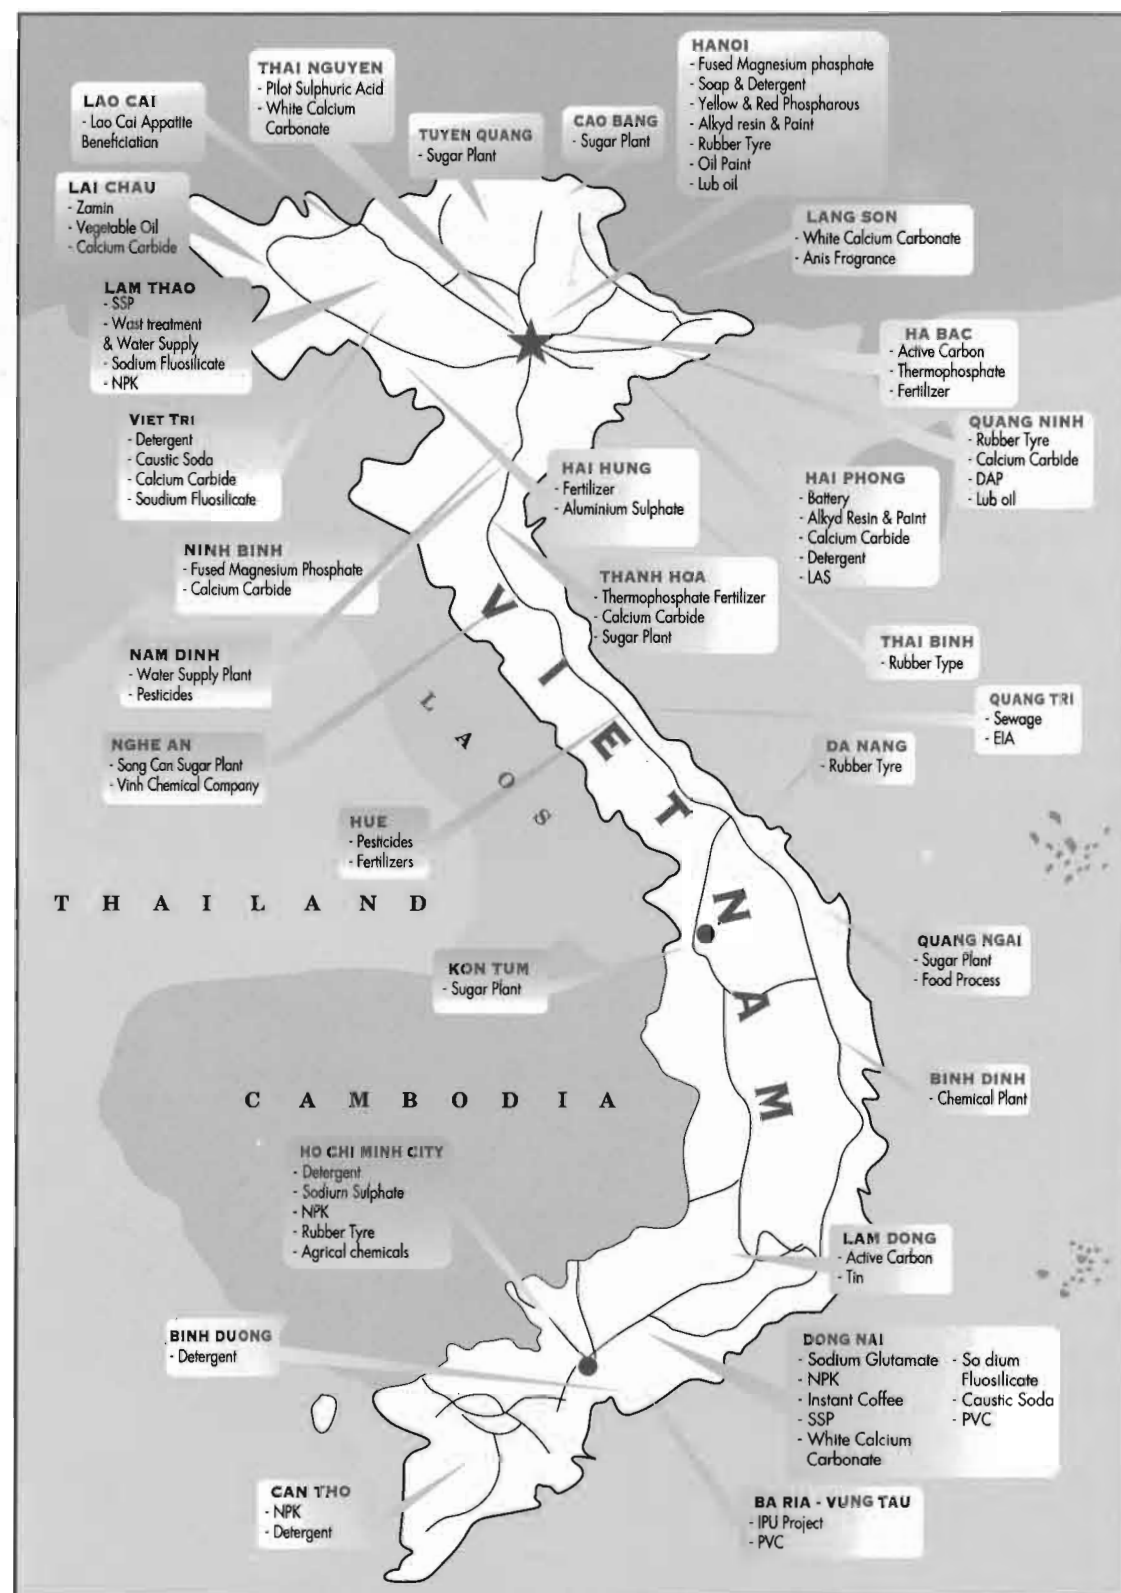 HANOI
- Fused Magnesium phosphate
- Soap & Detergent
- Yellow & Red Phospharous
- Alkyd resin & Paint
- Rubber Tyre
- Oil Paint
- Lub oil
THAI NGUYEN
- Pilot Sulphuric Acid
- White Calcium
Carbonate
LAO CAI
- Lao Cai Appatite
Beneficiation
TUYEN QUANG
- Sugar Plant
CAO BANG
- Sugar Plant
LAI CHAU
- Zamin
- Vegetable Oil
- Calcium Carbide
LANG SON
- White Calcium Carbonate
- Anis Frogrance
LAM THAO
- SSP
- Wast treatment
& Water Supply
- Sodium Fluosilicate
- NPK
HA BAC
- Active Carbon
- Thermophosphate
- Fertilizer
VIET TRI
- Detergent
- Caustic Soda
- Calcium Carbide
- Soudium Fluosilicate
QUANG NINH
- Rubber Tyre
- Calcium Carbide
- DAP
- Lub oil
HAI HUNG
- Fertilizer
- Aluminium Sulphate
HAI PHONG
- Battery
- Alkyd Resin & Paint
- Calcium Carbide
- Detergent
- LAS
NINH BINH
- Fused Magnesium Phosphate
- Calcium Carbide
THANH HOA
- Thermophosphate Fertilizer
- Calcium Carbide
- Sugar Plant
THAI BINH
- Rubber Type
NAM DINH
- Water Supply Plant
- Pesticides
QUANG TRI
- Sewage
- EIA
NGHE AN
- Song Can Sugar Plant
- Vinh Chemical Company
DA NANG
- Rubber Tyre
HUE
- Pesticides
- Fertilizers
VIET NAM
LAOS
THAILAND
KON TUM
- Sugar Plant
QUANG NGAI
- Sugar Plant
- Food Process
BINH DINH
- Chemical Plant
CAMBODIA
HO CHI MINH CITY
- Detergent
- Sodium Sulphate
- NPK
- Rubber Tyre
- Agrical chemicals
LAM DONG
- Active Carbon
- Tin
BINH DUONG
- Detergent
DONG NAI
- Sodium Glutamate
- NPK
- Instant Coffee
- SSP
- White Calcium
Carbonate
- So dium
Fluosilicate
- Caustic Soda
- PVC
CAN THO
- NPK
- Detergent
BA RIA - VUNG TAU
- IPU Project
- PVC